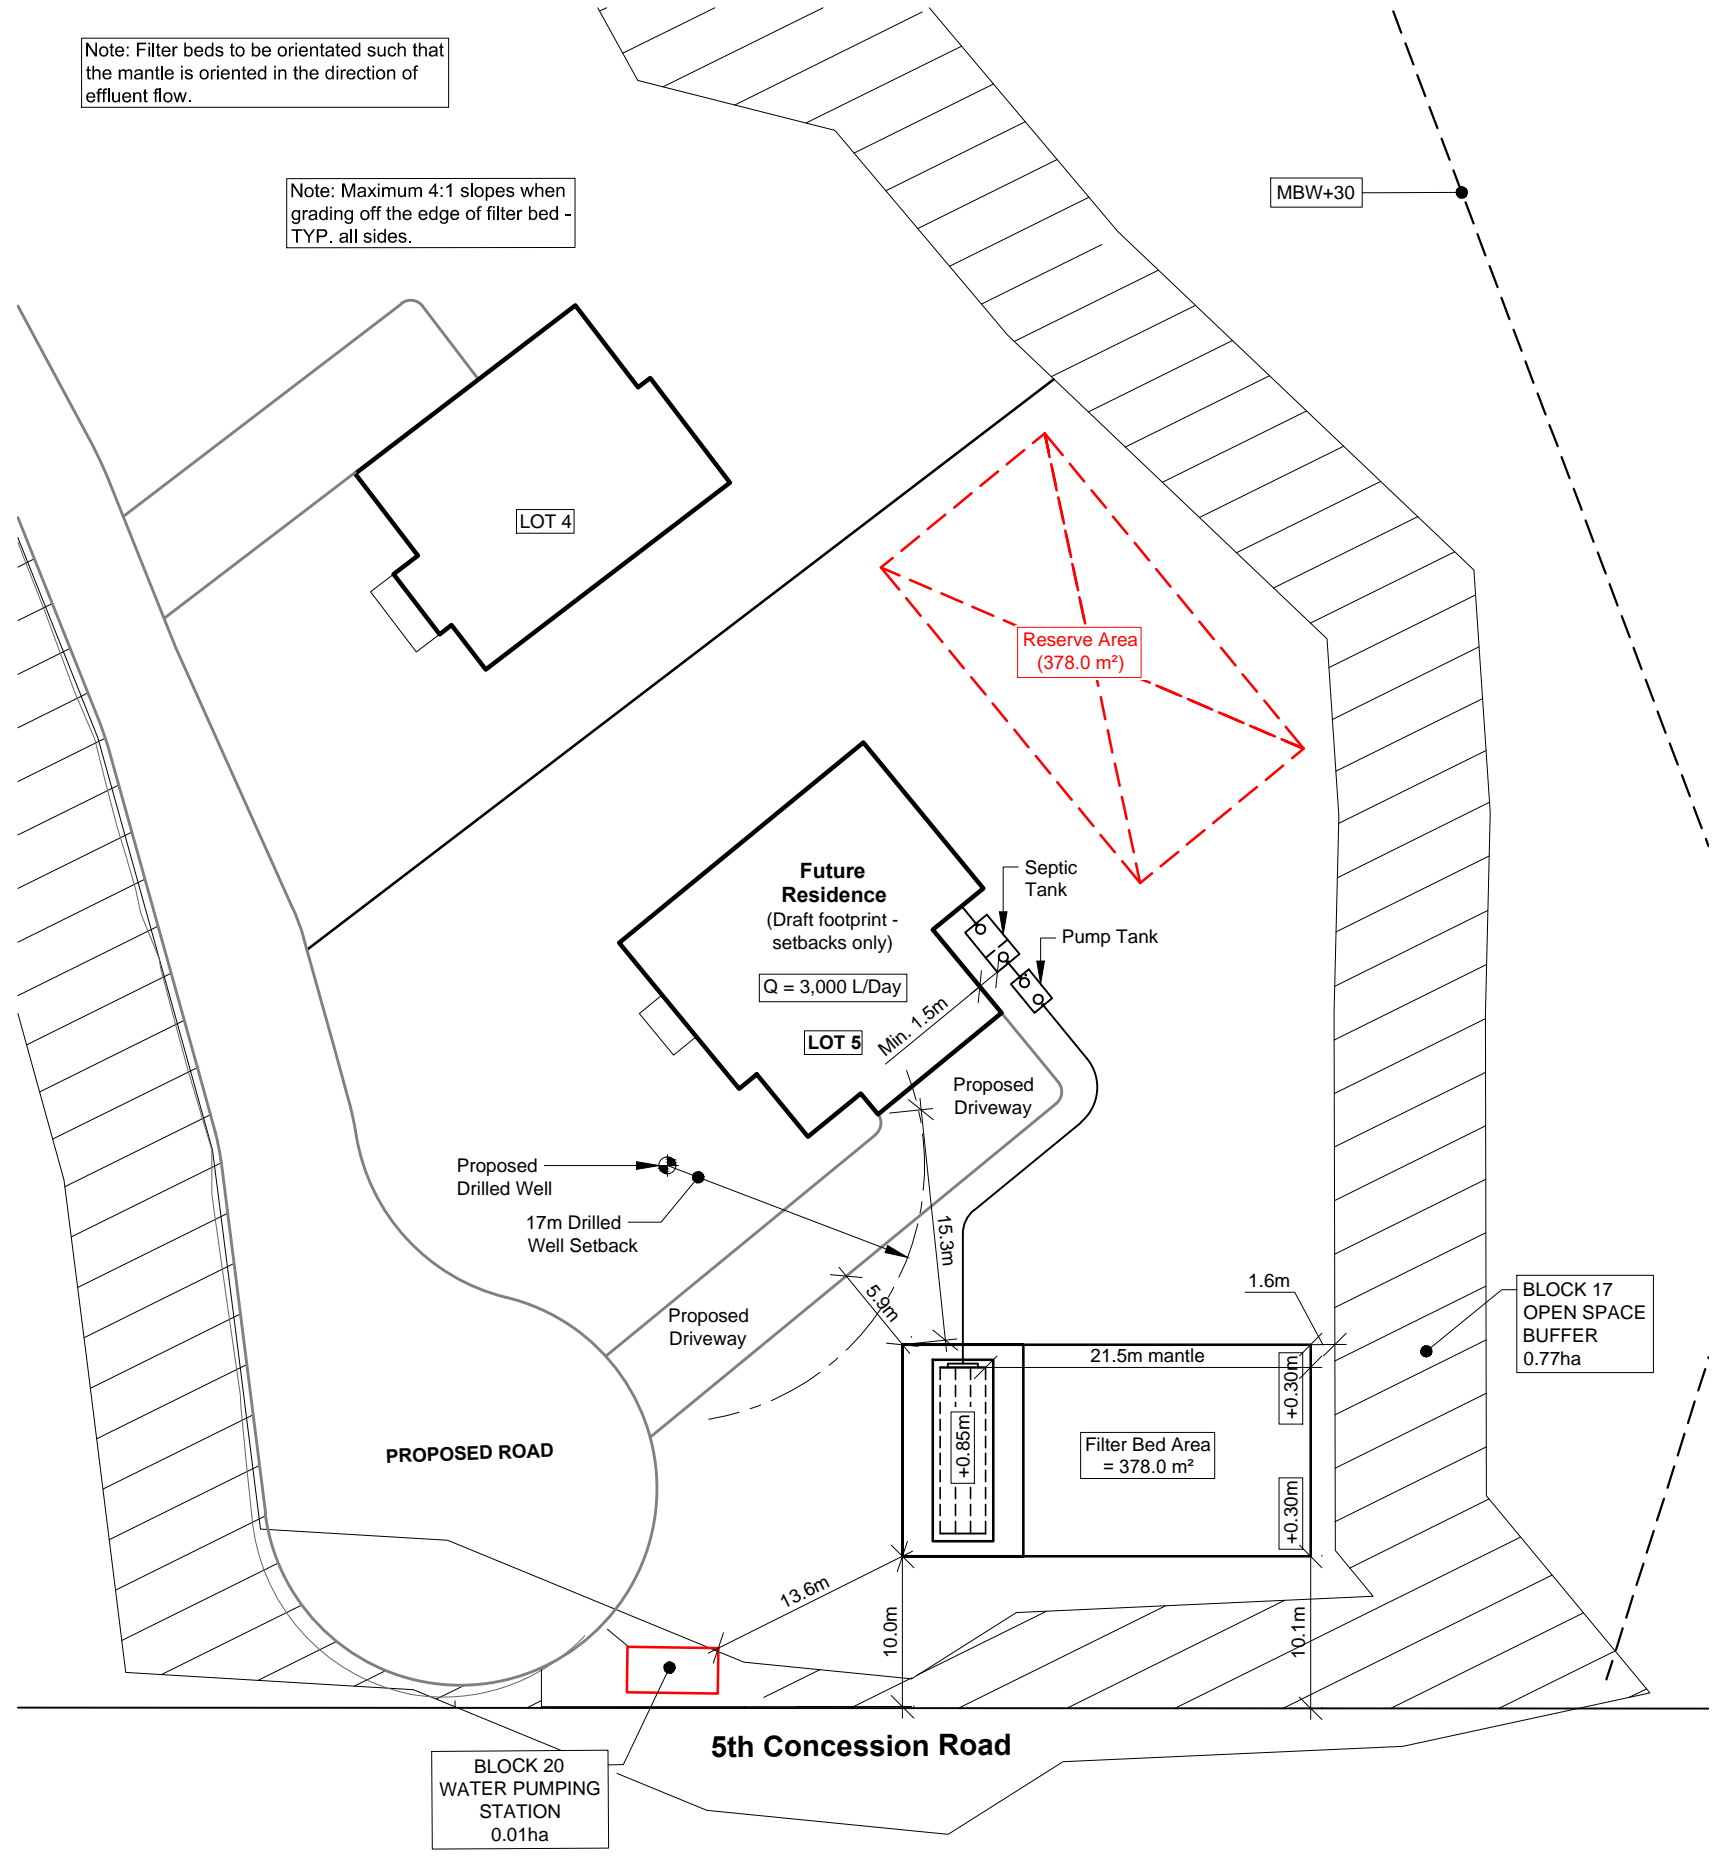 Note: Filter beds to be orientated such that
the mantle is oriented in the direction of
effluent flow.
Note: Maximum 4:1 slopes when
grading off the edge of filter bed -
TYP. all sides.
MBW+30
LOT 4
Reserve Area
(378.0 m²)
Future
Residence
(Draft footprint -
setbacks only)
Q = 3,000 L/Day
LOT 5
Septic
Tank
Pump Tank
Min. 1.5m
Proposed
Driveway
Proposed
Drilled Well
17m Drilled
Well Setback
15.3m
5.9m
Proposed
Driveway
1.6m
BLOCK 17
OPEN SPACE
BUFFER
0.77ha
21.5m mantle
+0.30m
+0.85m
Filter Bed Area
= 378.0 m²
+0.30m
PROPOSED ROAD
13.6m
10.0m
10.1m
5th Concession Road
BLOCK 20
WATER PUMPING
STATION
0.01ha